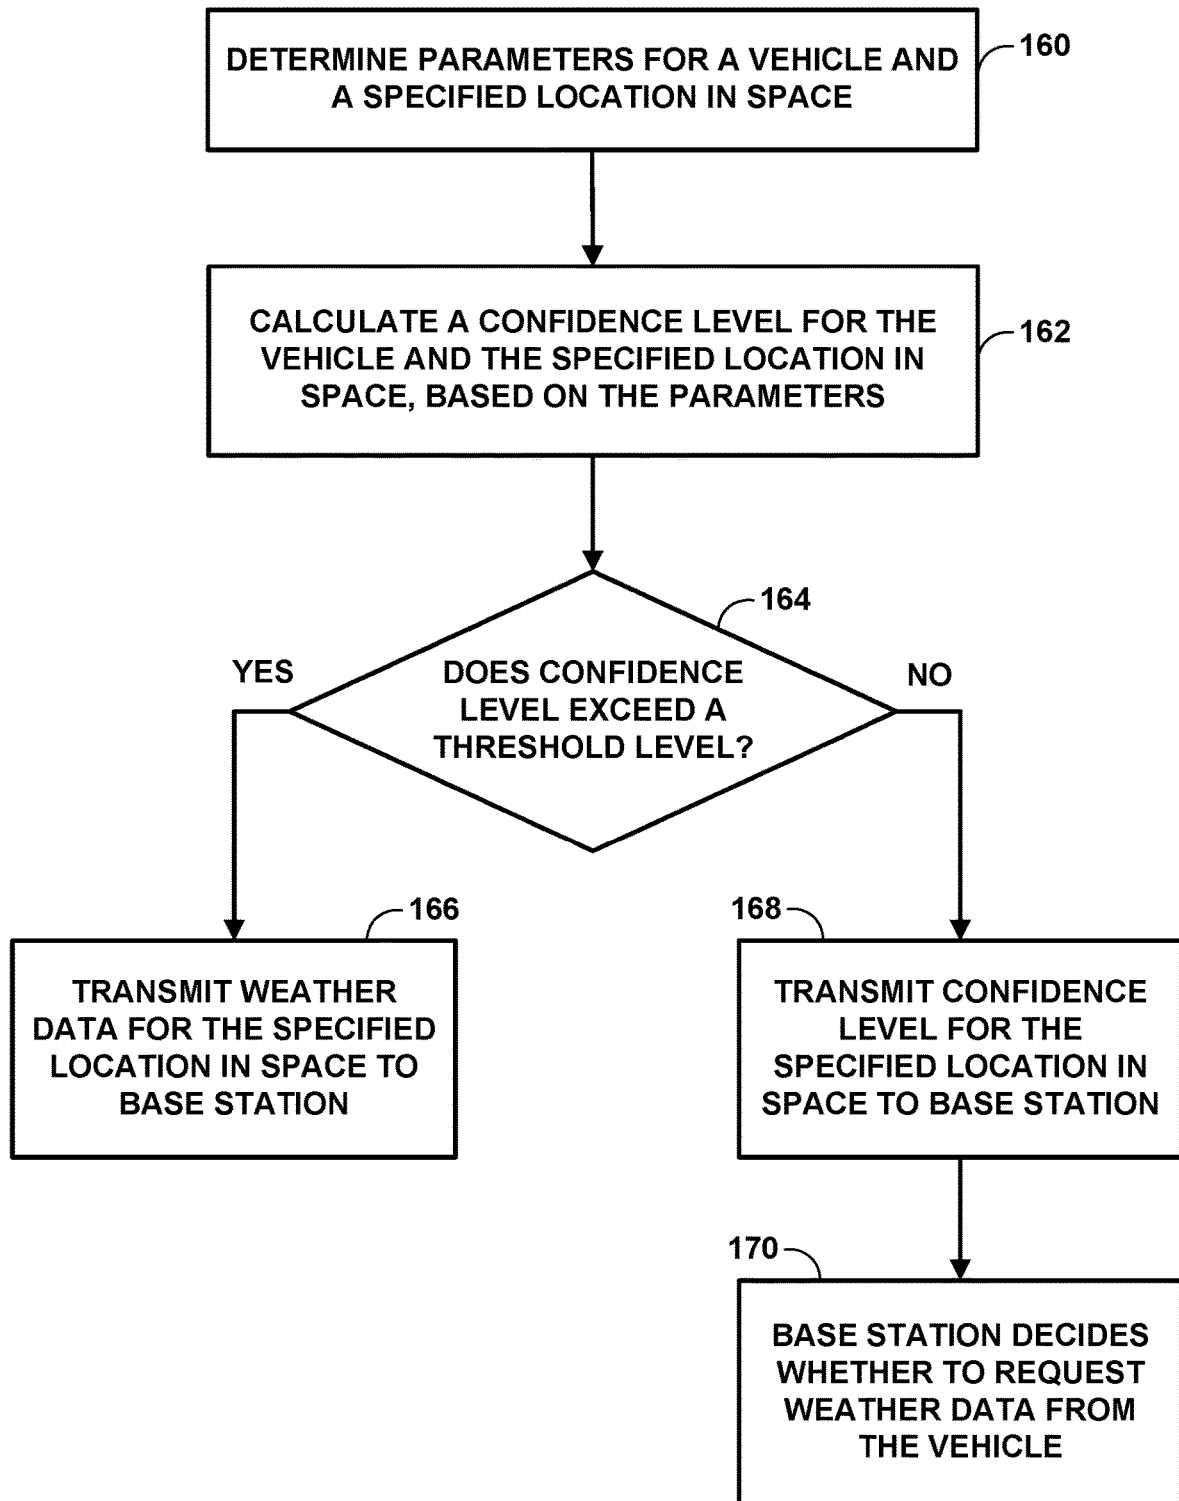 DETERMINE PARAMETERS FOR A VEHICLE AND
A SPECIFIED LOCATION IN SPACE
160
CALCULATE A CONFIDENCE LEVEL FOR THE
VEHICLE AND THE SPECIFIED LOCATION IN
SPACE, BASED ON THE PARAMETERS
162
164
DOES CONFIDENCE
LEVEL EXCEED A
THRESHOLD LEVEL?
YES
NO
166
TRANSMIT WEATHER
DATA FOR THE SPECIFIED
LOCATION IN SPACE TO
BASE STATION
168
TRANSMIT CONFIDENCE
LEVEL FOR THE
SPECIFIED LOCATION IN
SPACE TO BASE STATION
170
BASE STATION DECIDES
WHETHER TO REQUEST
WEATHER DATA FROM
THE VEHICLE